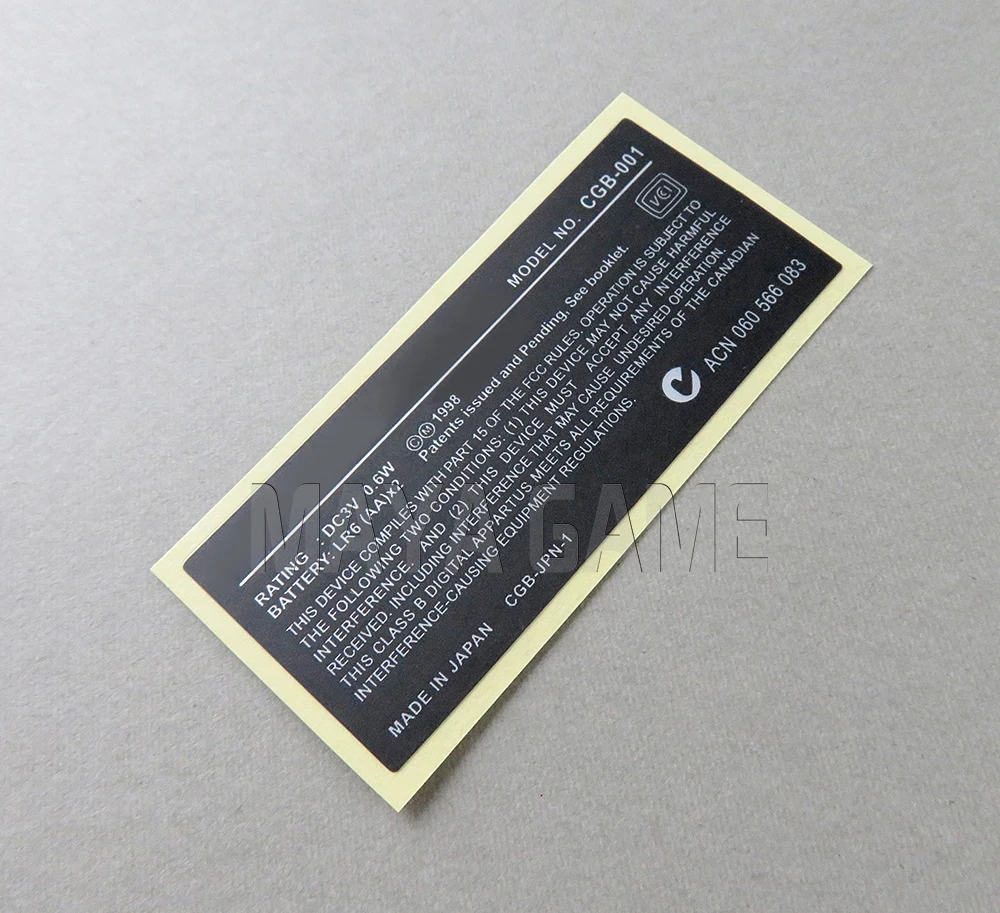 MODEL NO. CGB-001
RATING : DC3V 0.6W
BATTERY: LR6 (AA)x2
©Ⓜ1998
Patents issued and Pending. See booklet.
VCI
THIS DEVICE COMPILES WITH PART 15 OF THE FCC RULES. OPERATION IS SUBJECT TO
THE FOLLOWING TWO CONDITIONS: (1) THIS DEVICE MAY NOT CAUSE HARMFUL
INTERFERENCE, AND (2) THIS DEVICE MUST ACCEPT ANY INTERFERENCE
RECEIVED. INCLUDING INTERFERENCE THAT MAY CAUSE UNDESIRED OPERATION.
THIS CLASS B DIGITAL APPARTUS MEETS ALL REQUIREMENTS OF THE CANADIAN
INTERFERENCE-CAUSING EQUIPMENT REGULATIONS.
ACN 060 566 083
MADE IN JAPAN CGB-JPN-1
MAYA GAME